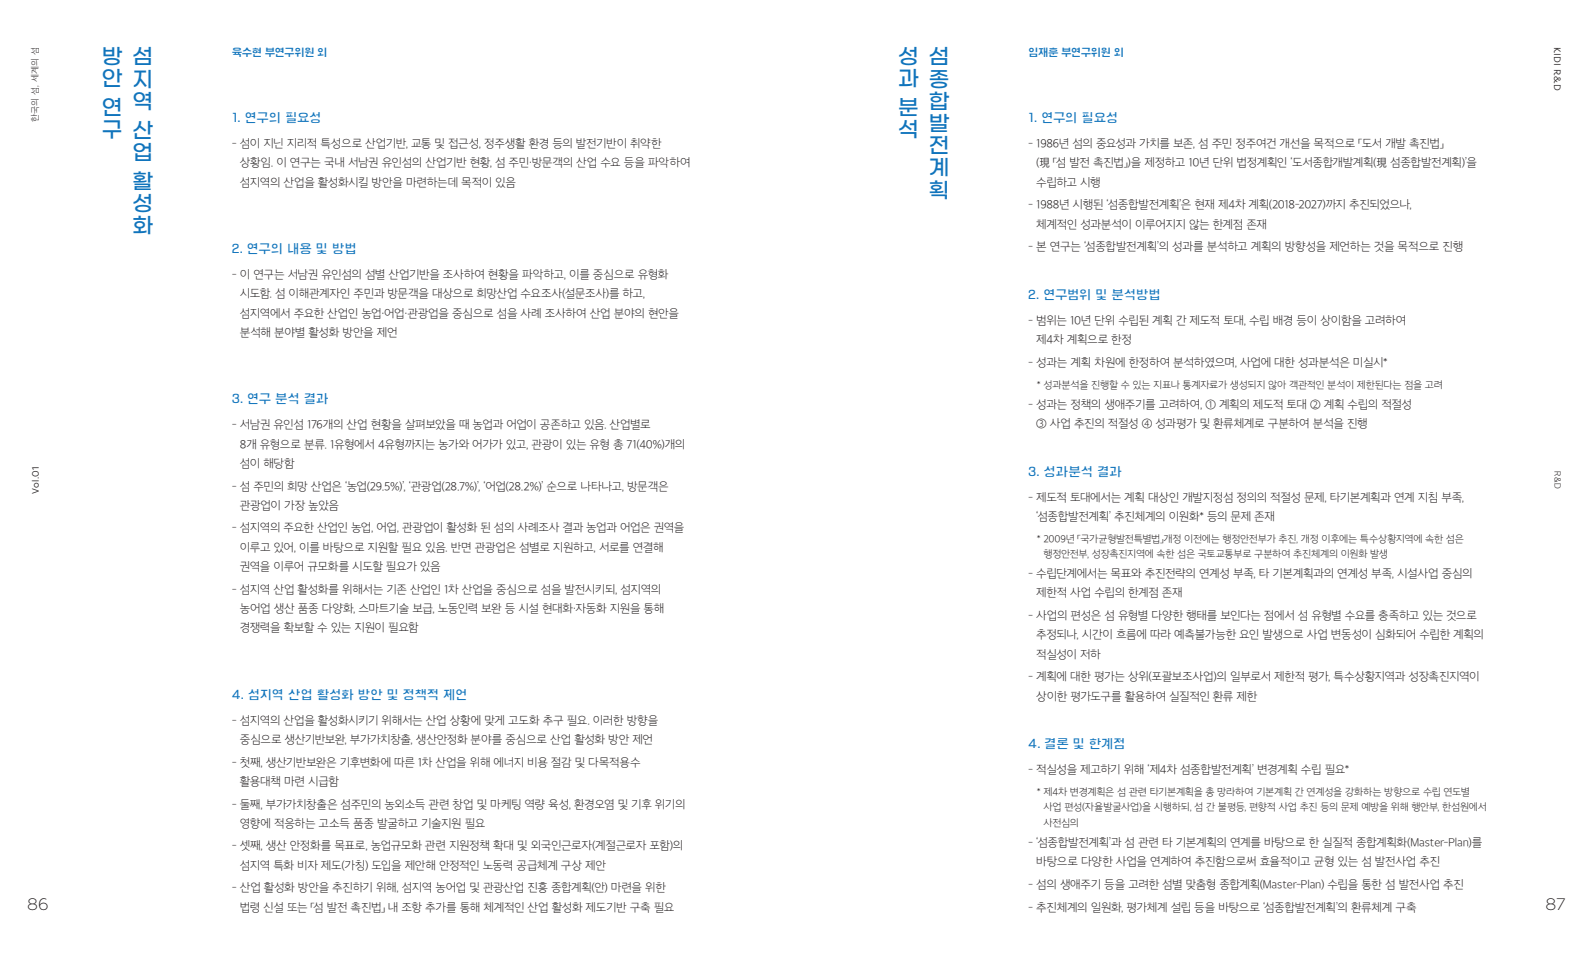 한국의 섬, 세계의 섬
Vol.01
86
섬지역 산업 활성화
방안 연구
육수현 부연구위원 외
1. 연구의 필요성
- 섬이 지닌 지리적 특성으로 산업기반, 교통 및 접근성, 정주생활 환경 등의 발전기반이 취약한
상황임. 이 연구는 국내 서남권 유인섬의 산업기반 현황, 섬 주민·방문객의 산업 수요 등을 파악하여
섬지역의 산업을 활성화시킬 방안을 마련하는데 목적이 있음
2. 연구의 내용 및 방법
- 이 연구는 서남권 유인섬의 섬별 산업기반을 조사하여 현황을 파악하고, 이를 중심으로 유형화
시도함. 섬 이해관계자인 주민과 방문객을 대상으로 희망산업 수요조사(설문조사)를 하고,
섬지역에서 주요한 산업인 농업·어업·관광업을 중심으로 섬을 사례 조사하여 산업 분야의 현안을
분석해 분야별 활성화 방안을 제언
3. 연구 분석 결과
- 서남권 유인섬 176개의 산업 현황을 살펴보았을 때 농업과 어업이 공존하고 있음. 산업별로
8개 유형으로 분류. 1유형에서 4유형까지는 농가와 어가가 있고, 관광이 있는 유형 총 71(40%)개의
섬이 해당함
- 섬 주민의 희망 산업은 '농업(29.5%)', '관광업(28.7%)', '어업(28.2%)' 순으로 나타나고, 방문객은
관광업이 가장 높았음
- 섬지역의 주요한 산업인 농업, 어업, 관광업이 활성화 된 섬의 사례조사 결과 농업과 어업은 권역을
이루고 있어, 이를 바탕으로 지원할 필요 있음. 반면 관광업은 섬별로 지원하고, 서로를 연결해
권역을 이루어 규모화를 시도할 필요가 있음
- 섬지역 산업 활성화를 위해서는 기존 산업인 1차 산업을 중심으로 섬을 발전시키되, 섬지역의
농어업 생산 품종 다양화, 스마트기술 보급, 노동인력 보완 등 시설 현대화·자동화 지원을 통해
경쟁력을 확보할 수 있는 지원이 필요함
4. 섬지역 산업 활성화 방안 및 정책적 제언
- 섬지역의 산업을 활성화시키기 위해서는 산업 상황에 맞게 고도화 추구 필요. 이러한 방향을
중심으로 생산기반보완, 부가가치창출, 생산안정화 분야를 중심으로 산업 활성화 방안 제언
- 첫째, 생산기반보완은 기후변화에 따른 1차 산업을 위해 에너지 비용 절감 및 다목적용수
활용대책 마련 시급함
- 둘째, 부가가치창출은 섬주민의 농외소득 관련 창업 및 마케팅 역량 육성, 환경오염 및 기후 위기의
영향에 적응하는 고소득 품종 발굴하고 기술지원 필요
- 셋째, 생산 안정화를 목표로, 농업규모화 관련 지원정책 확대 및 외국인근로자(계절근로자 포함)의
섬지역 특화 비자 제도(가칭) 도입을 제안해 안정적인 노동력 공급체계 구상 제안
- 산업 활성화 방안을 추진하기 위해, 섬지역 농어업 및 관광산업 진흥 종합계획(안) 마련을 위한
법령 신설 또는 「섬 발전 촉진법」 내 조항 추가를 통해 체계적인 산업 활성화 제도기반 구축 필요
섬종합발전계획
성과 분석
임재훈 부연구위원 외
1. 연구의 필요성
- 1986년 섬의 중요성과 가치를 보존, 섬 주민 정주여건 개선을 목적으로 「도서 개발 촉진법」
(現 「섬 발전 촉진법」)을 제정하고 10년 단위 법정계획인 '도서종합개발계획(現 섬종합발전계획)'을
수립하고 시행
- 1988년 시행된 '섬종합발전계획'은 현재 제4차 계획(2018-2027)까지 추진되었으나,
체계적인 성과분석이 이루어지지 않는 한계점 존재
- 본 연구는 '섬종합발전계획'의 성과를 분석하고 계획의 방향성을 제언하는 것을 목적으로 진행
2. 연구범위 및 분석방법
- 범위는 10년 단위 수립된 계획 간 제도적 토대, 수립 배경 등이 상이함을 고려하여
제4차 계획으로 한정
- 성과는 계획 차원에 한정하여 분석하였으며, 사업에 대한 성과분석은 미실시*
* 성과분석을 진행할 수 있는 지표나 통계자료가 생성되지 않아 객관적인 분석이 제한된다는 점을 고려
- 성과는 정책의 생애주기를 고려하여, ① 계획의 제도적 토대 ② 계획 수립의 적절성
③ 사업 추진의 적절성 ④ 성과평가 및 환류체계로 구분하여 분석을 진행
3. 성과분석 결과
- 제도적 토대에서는 계획 대상인 개발지정섬 정의의 적절성 문제, 타기본계획과 연계 지침 부족,
'섬종합발전계획' 추진체계의 이원화* 등의 문제 존재
* 2009년 「국가균형발전특별법」개정 이전에는 행정안전부가 추진, 개정 이후에는 특수상황지역에 속한 섬은
행정안전부, 성장촉진지역에 속한 섬은 국토교통부로 구분하여 추진체계의 이원화 발생
- 수립단계에서는 목표와 추진전략의 연계성 부족, 타 기본계획과의 연계성 부족, 시설사업 중심의
제한적 사업 수립의 한계점 존재
- 사업의 편성은 섬 유형별 다양한 행태를 보인다는 점에서 섬 유형별 수요를 충족하고 있는 것으로
추정되나, 시간이 흐름에 따라 예측불가능한 요인 발생으로 사업 변동성이 심화되어 수립한 계획의
적실성이 저하
- 계획에 대한 평가는 상위(포괄보조사업)의 일부로서 제한적 평가, 특수상황지역과 성장촉진지역이
상이한 평가도구를 활용하여 실질적인 환류 제한
4. 결론 및 한계점
- 적실성을 제고하기 위해 '제4차 섬종합발전계획' 변경계획 수립 필요*
* 제4차 변경계획은 섬 관련 타기본계획을 총 망라하여 기본계획 간 연계성을 강화하는 방향으로 수립 연도별
사업 편성(자율발굴사업)을 시행하되, 섬 간 불평등, 편향적 사업 추진 등의 문제 예방을 위해 행안부, 한섬원에서
사전심의
- '섬종합발전계획'과 섬 관련 타 기본계획의 연계를 바탕으로 한 실질적 종합계획화(Master-Plan)를
바탕으로 다양한 사업을 연계하여 추진함으로써 효율적이고 균형 있는 섬 발전사업 추진
- 섬의 생애주기 등을 고려한 섬별 맞춤형 종합계획(Master-Plan) 수립을 통한 섬 발전사업 추진
- 추진체계의 일원화, 평가체계 설립 등을 바탕으로 '섬종합발전계획'의 환류체계 구축
KIDI R&D
R&D
87